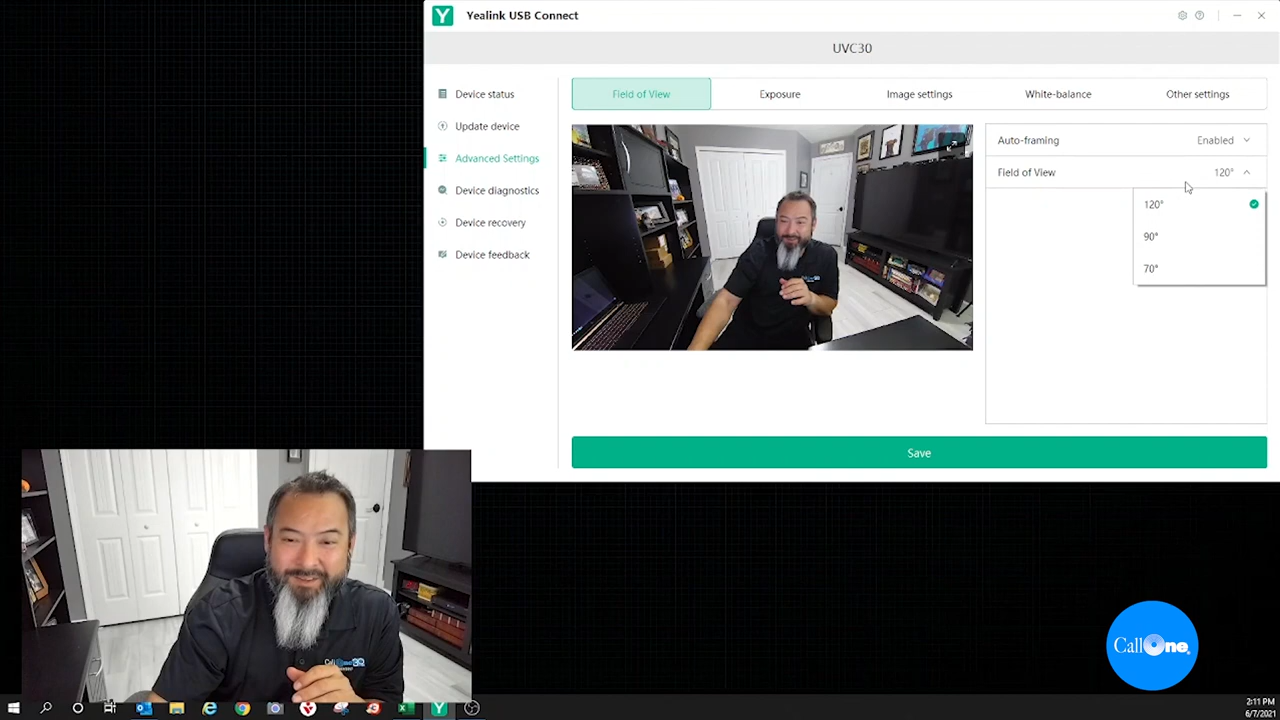 Yealink USB Connect
UVC30
Device status
Update device
Advanced Settings
Device diagnostics
Device recovery
Device feedback
Field of View
Exposure
Image settings
White-balance
Other settings
Auto-framing Enabled
Field of View 120°
120°
90°
70°
Save
CallOne
2:11 PM
6/7/2021